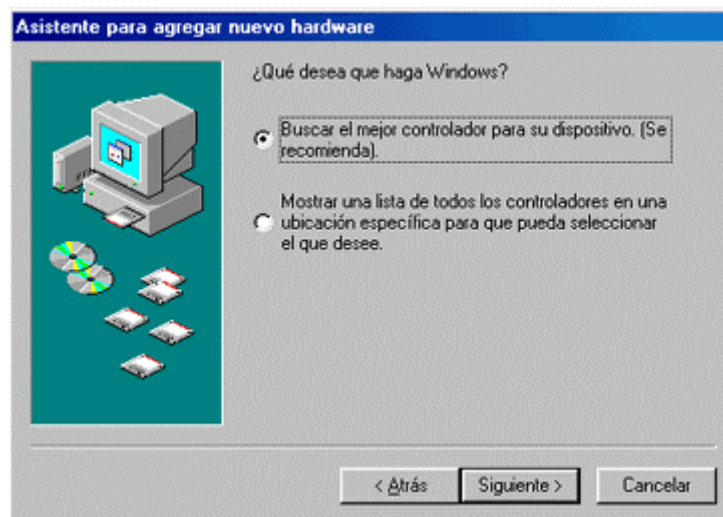 Asistente para agregar nuevo hardware
¿Qué desea que haga Windows?
Buscar el mejor controlador para su dispositivo. (Se
recomienda).
Mostrar una lista de todos los controladores en una
ubicación específica para que pueda seleccionar
el que desee.
< Atrás
Siguiente >
Cancelar